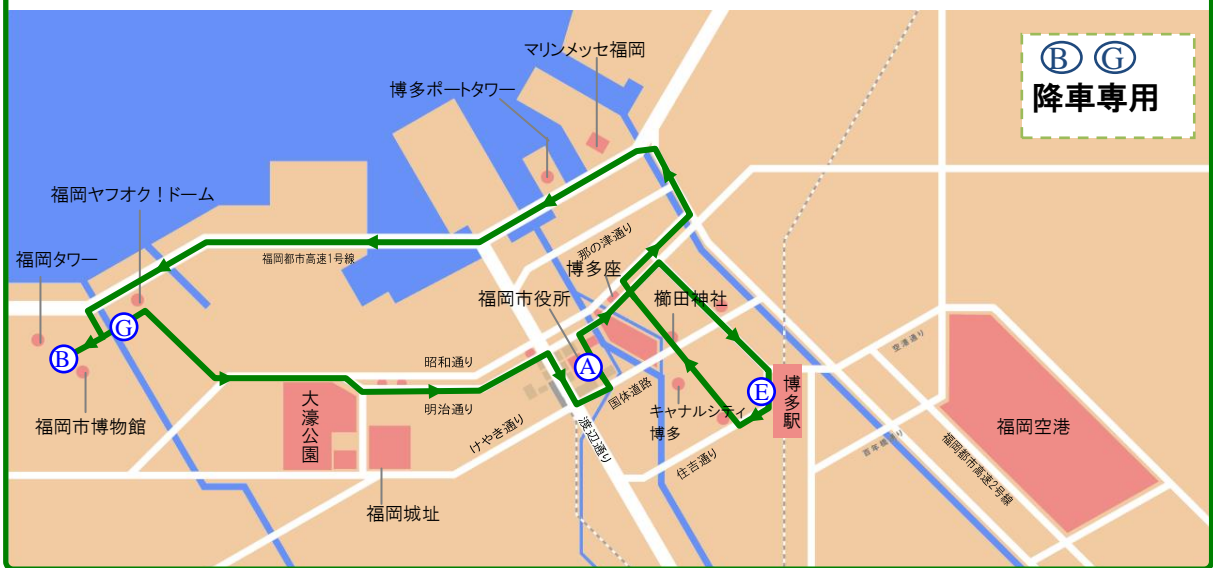 マリンメッセ福岡
博多ポートタワー
B G
降車専用
福岡ヤフオク！ドーム
福岡タワー
福岡都市高速1号線
那の津通り
博多座
福岡市役所
櫛田神社
G
B
A
E
昭和通り
明治通り
国体道路
けやき通り
渡辺通り
キャナルシティ
博多
住吉通り
博多駅
空港通り
百年橋通り
福岡空港
福岡都市高速2号線
大濠公園
福岡市博物館
福岡城址